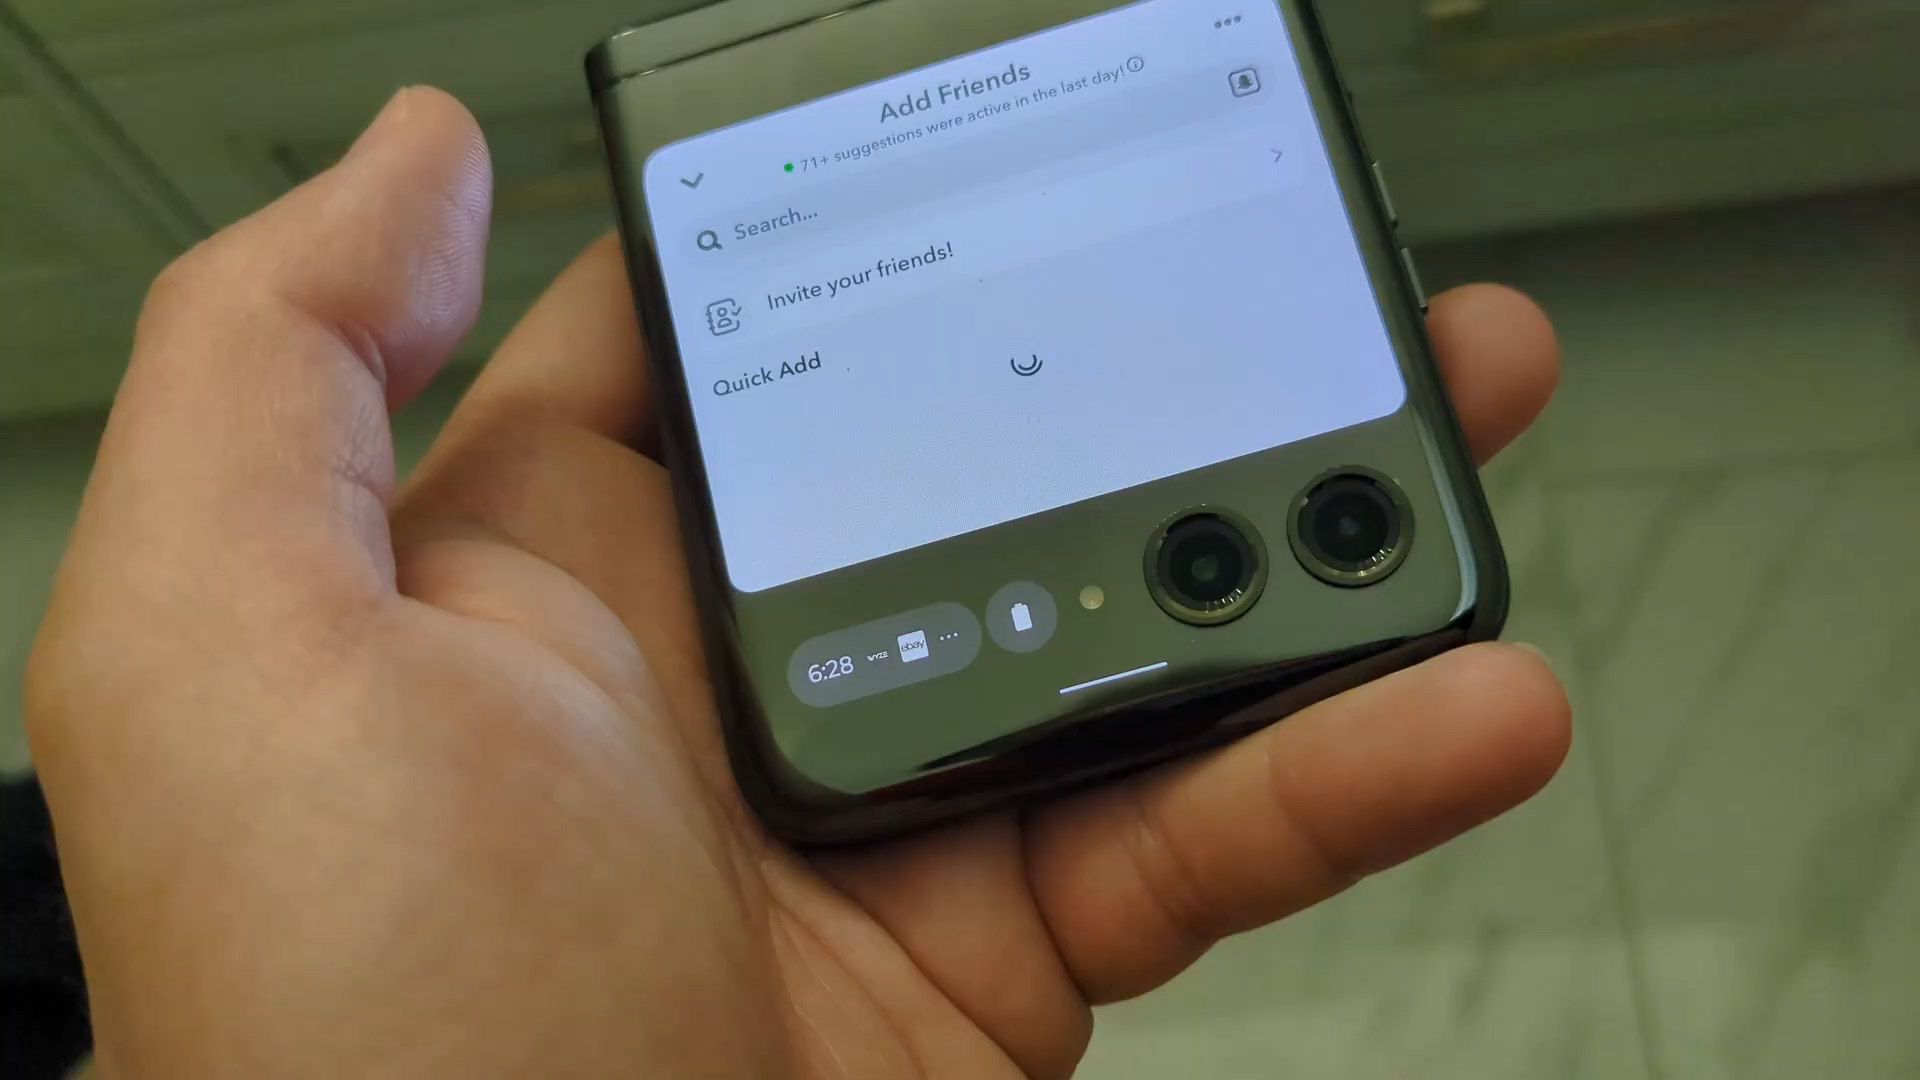 Add Friends
71+ suggestions were active in the last day!
Search...
Invite your friends!
Quick Add
6:28 WYZE ebay ...